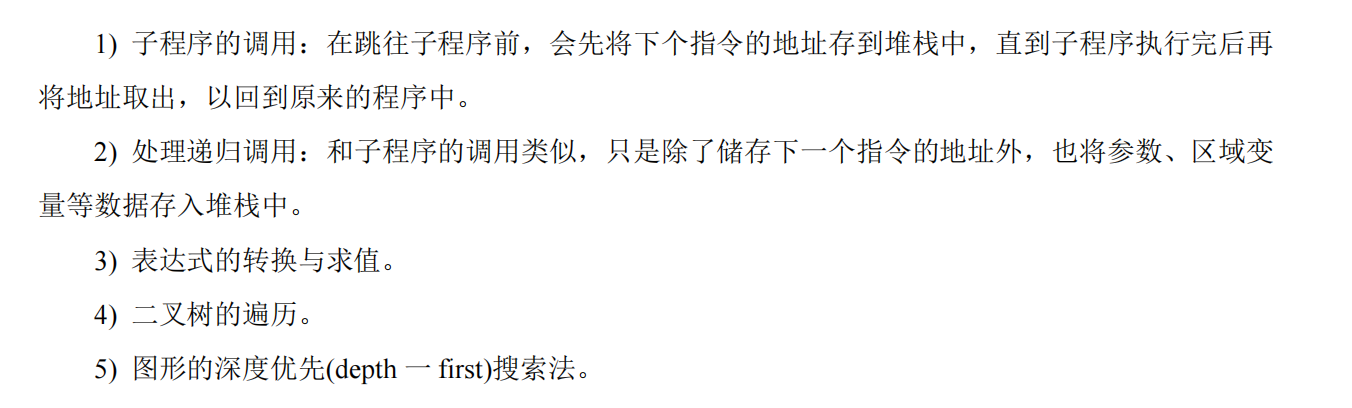 1) 子程序的调用：在跳往子程序前，会先将下个指令的地址存到堆栈中，直到子程序执行完后再
将地址取出，以回到原来的程序中。
2) 处理递归调用：和子程序的调用类似，只是除了储存下一个指令的地址外，也将参数、区域变
量等数据存入堆栈中。
3) 表达式的转换与求值。
4) 二叉树的遍历。
5) 图形的深度优先(depth 一 first)搜索法。